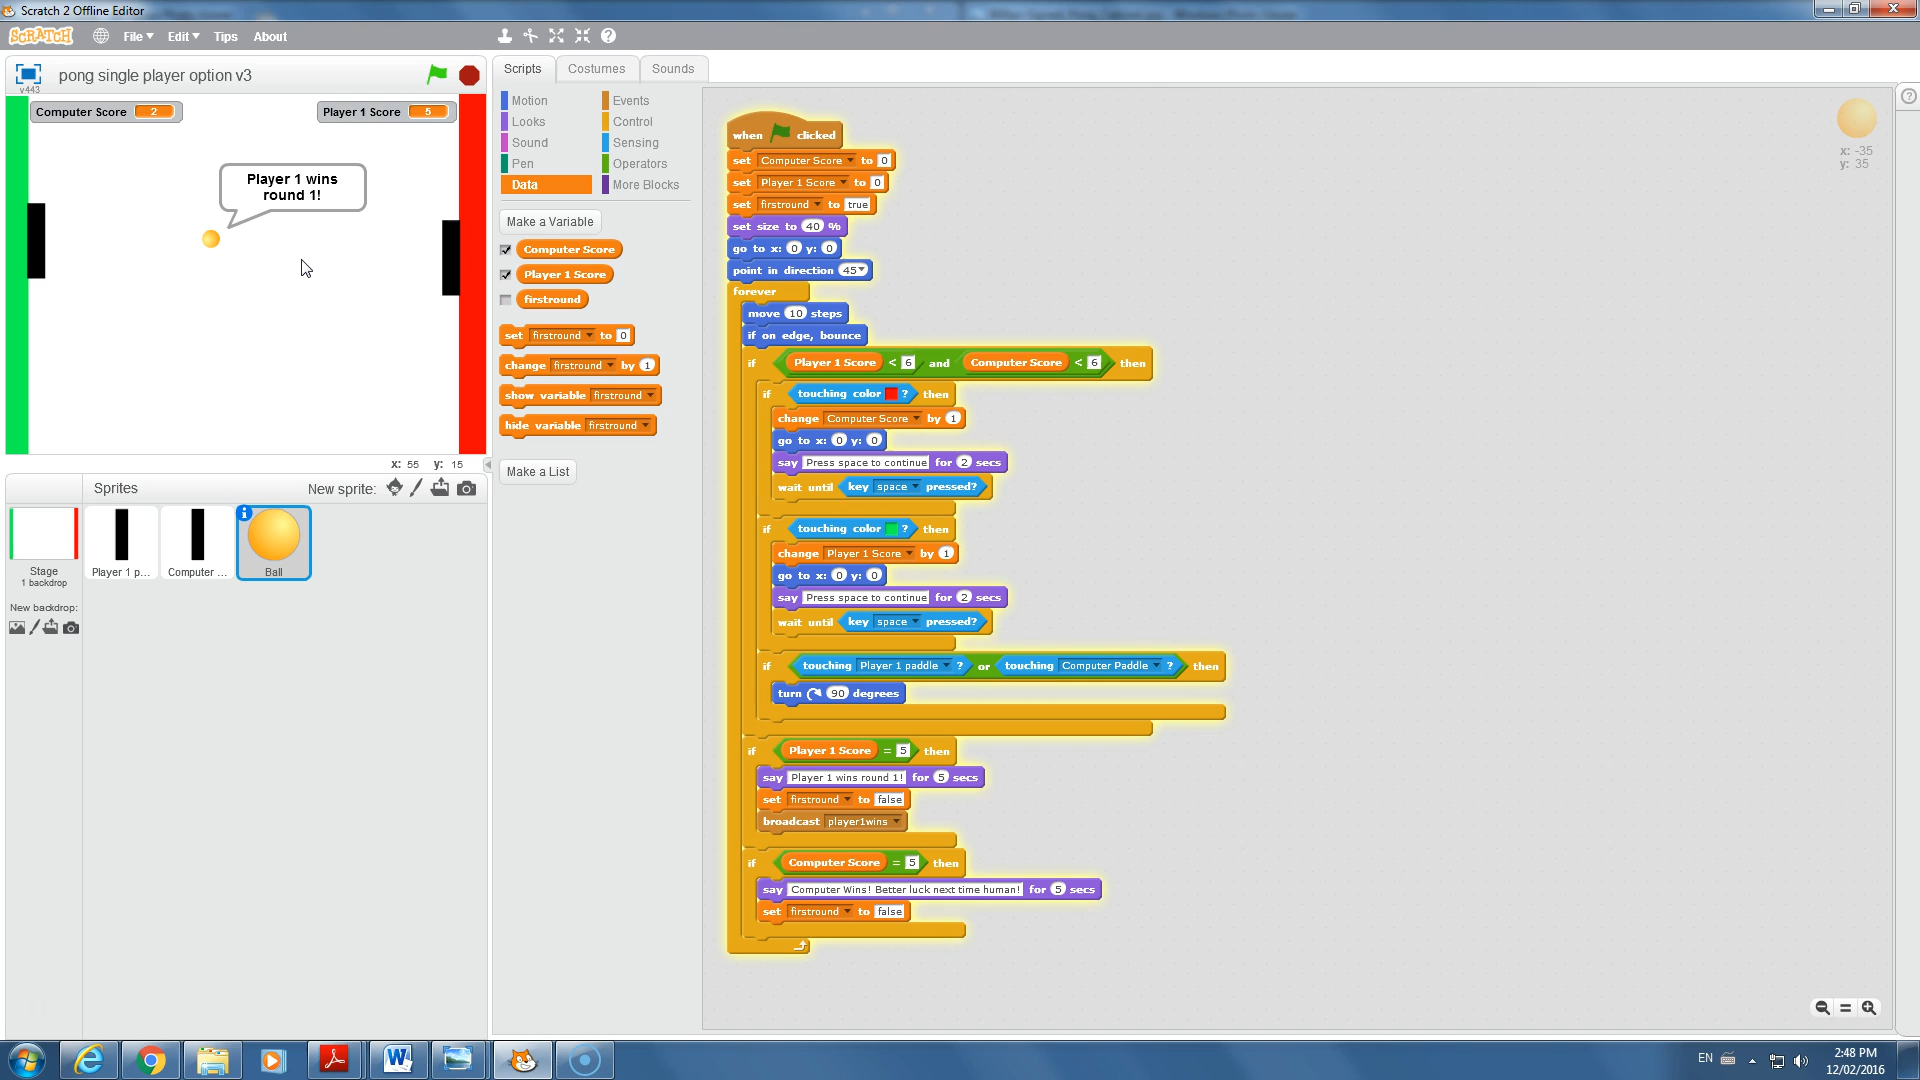 Scratch 2 Offline Editor
SCRATCH File Edit Tips About
pong single player option v3
v443
Computer Score 2 Player 1 Score 5
Player 1 wins
round 1!
x: 55 y: 15
Sprites New sprite:
Stage
1 backdrop
New backdrop:
Player 1 p... Computer ... Ball
Scripts Costumes Sounds
Motion Events
Looks Control
Sound Sensing
Pen Operators
Data More Blocks
Make a Variable
Computer Score
Player 1 Score
firstround
set firstround to 0
change firstround by 1
show variable firstround
hide variable firstround
Make a List
when clicked
set Computer Score to 0
set Player 1 Score to 0
set firstround to true
set size to 40 %
go to x: 0 y: 0
point in direction 45
forever
move 10 steps
if on edge, bounce
if Player 1 Score < 6 and Computer Score < 6 then
if touching color ? then
change Computer Score by 1
go to x: 0 y: 0
say Press space to continue for 2 secs
wait until key space pressed?
if touching color ? then
change Player 1 Score by 1
go to x: 0 y: 0
say Press space to continue for 2 secs
wait until key space pressed?
if touching Player 1 paddle ? or touching Computer Paddle ? then
turn 90 degrees
if Player 1 Score = 5 then
say Player 1 wins round 1! for 5 secs
set firstround to false
broadcast player1wins
if Computer Score = 5 then
say Computer Wins! Better luck next time human! for 5 secs
set firstround to false
x: -35
y: 35
EN
2:48 PM
12/02/2016